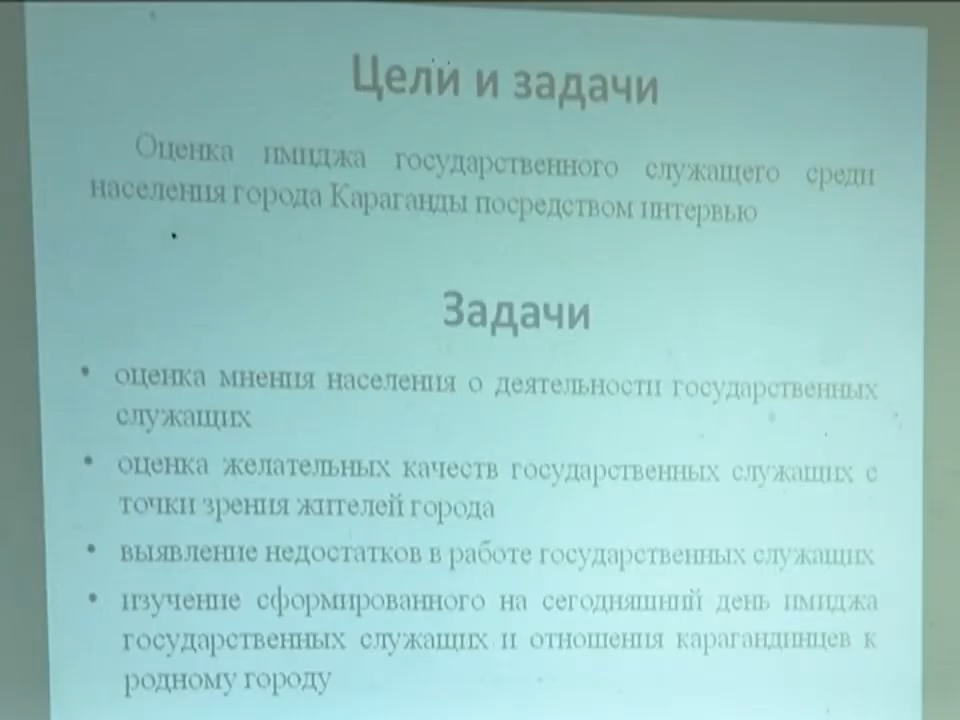 Цели и задачи
Оценка имиджа государственного служащего среди
населения города Караганды посредством интервью
Задачи
• оценка мнения населения о деятельности государственных
служащих
• оценка желательных качеств государственных служащих с
точки зрения жителей города
• выявление недостатков в работе государственных служащих
• изучение сформированного на сегодняшний день имиджа
государственных служащих и отношения карагандинцев к
родному городу